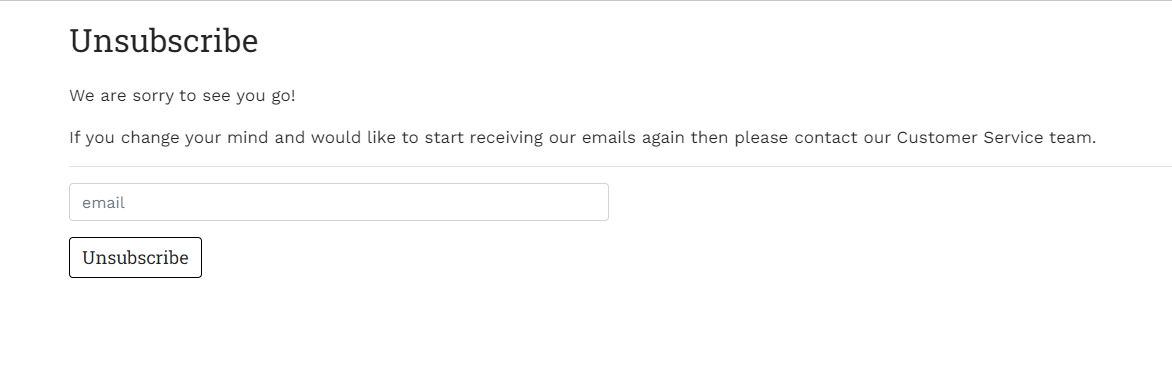 Unsubscribe
We are sorry to see you go!
If you change your mind and would like to start receiving our emails again then please contact our Customer Service team.
email
Unsubscribe